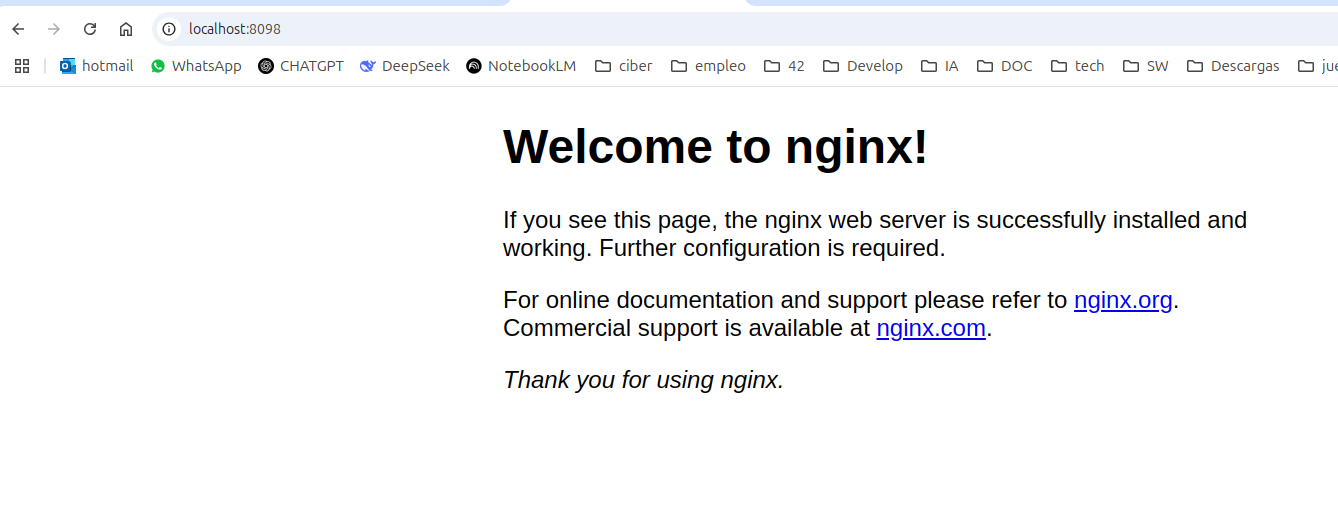 localhost:8098
hotmail WhatsApp CHATGPT DeepSeek NotebookLM ciber empleo 42 Develop IA DOC tech SW Descargas
Welcome to nginx!
If you see this page, the nginx web server is successfully installed and
working. Further configuration is required.
For online documentation and support please refer to nginx.org.
Commercial support is available at nginx.com.
Thank you for using nginx.